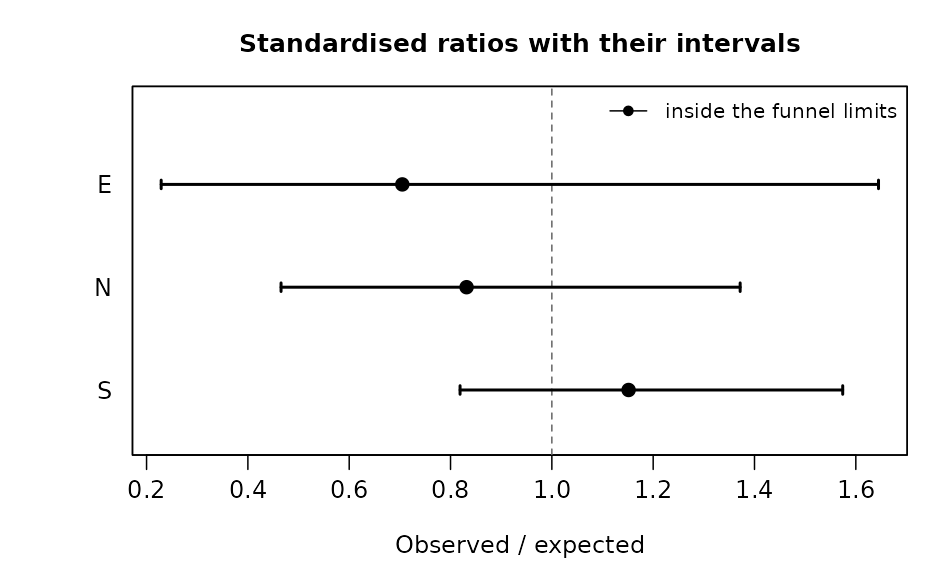 Standardised ratios with their intervals
inside the funnel limits
E
N
S
0.2 0.4 0.6 0.8 1.0 1.2 1.4 1.6
Observed / expected